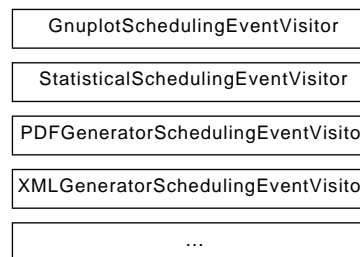 GnuplotSchedulingEventVisitor
StatisticalSchedulingEventVisitor
PDFGeneratorSchedulingEventVisito
XMLGeneratorSchedulingEventVisito
...